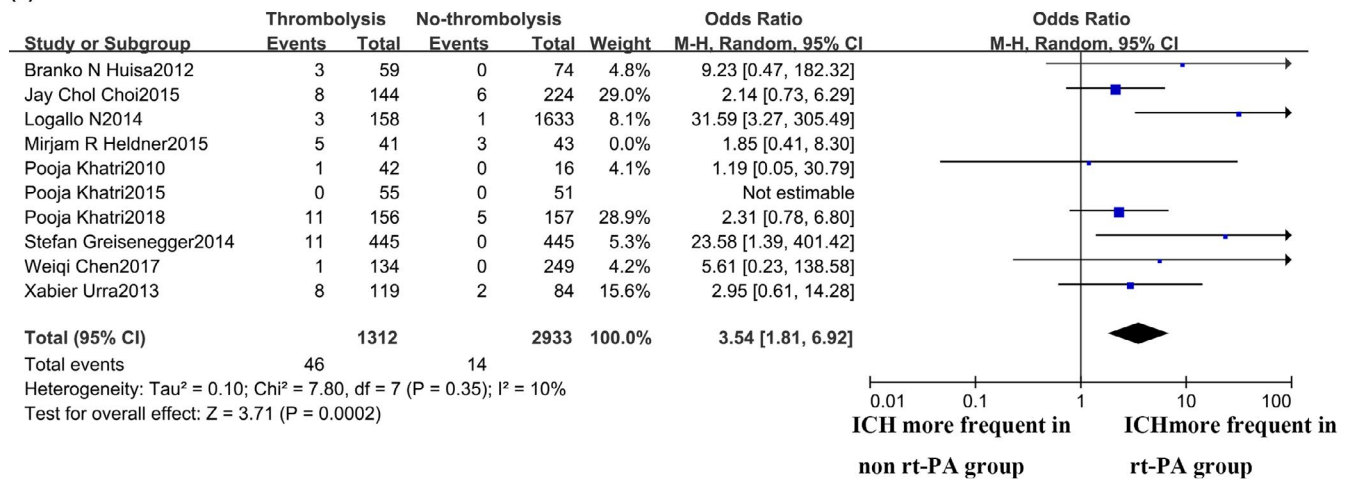 Thrombolysis No-thrombolysis Odds Ratio Odds Ratio
Study or Subgroup Events Total Events Total Weight M-H, Random, 95% CI M-H, Random, 95% CI
Branko N Huisa2012 3 59 0 74 4.8% 9.23 [0.47, 182.32]
Jay Chol Choi2015 8 144 6 224 29.0% 2.14 [0.73, 6.29]
Logallo N2014 3 158 1 1633 8.1% 31.59 [3.27, 305.49]
Mirjam R Heldner2015 5 41 3 43 0.0% 1.85 [0.41, 8.30]
Pooja Khatri2010 1 42 0 16 4.1% 1.19 [0.05, 30.79]
Pooja Khatri2015 0 55 0 51 Not estimable
Pooja Khatri2018 11 156 5 157 28.9% 2.31 [0.78, 6.80]
Stefan Greisenegger2014 11 445 0 445 5.3% 23.58 [1.39, 401.42]
Weiqi Chen2017 1 134 0 249 4.2% 5.61 [0.23, 138.58]
Xabier Urra2013 8 119 2 84 15.6% 2.95 [0.61, 14.28]
Total (95% CI) 1312 2933 100.0% 3.54 [1.81, 6.92]
Total events 46 14
Heterogeneity: Tau² = 0.10; Chi² = 7.80, df = 7 (P = 0.35); I² = 10%
Test for overall effect: Z = 3.71 (P = 0.0002)
0.01 0.1 1 10 100
ICH more frequent in ICHmore frequent in
non rt-PA group rt-PA group